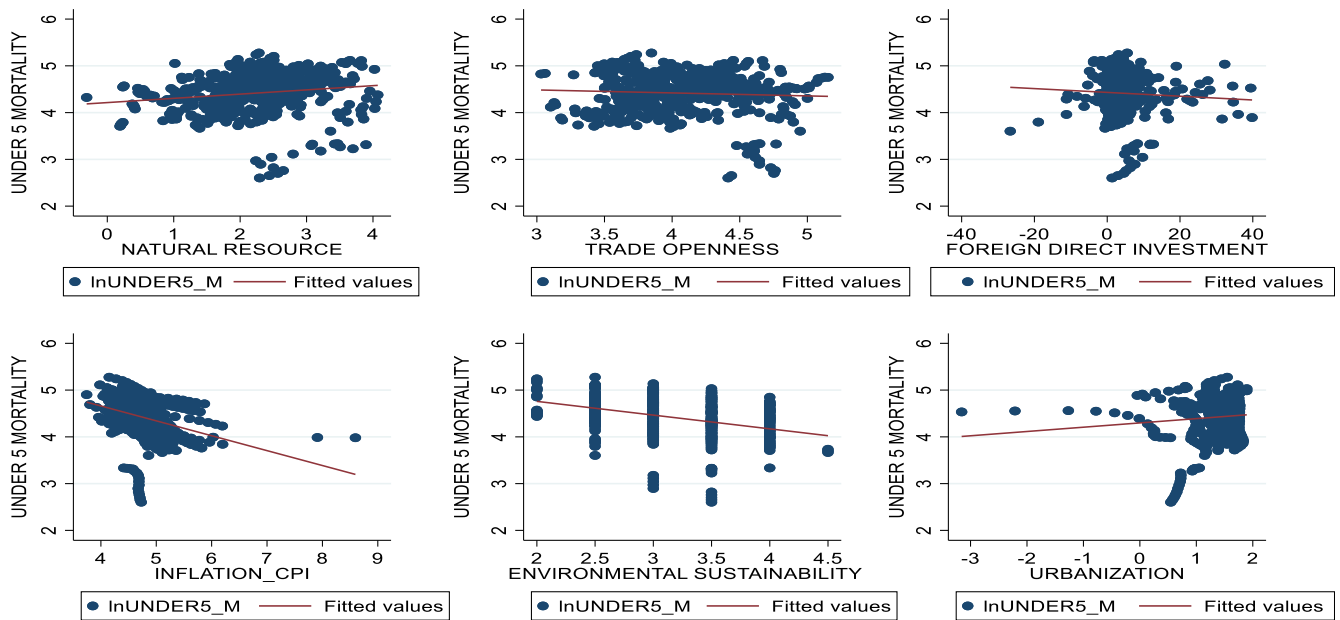 UNDER 5 MORTALITY
6
5
4
3
2
0 1 2 3 4
NATURAL RESOURCE
lnUNDER5_M Fitted values
UNDER 5 MORTALITY
6
5
4
3
2
3 3.5 4 4.5 5
TRADE OPENNESS
lnUNDER5_M Fitted values
UNDER 5 MORTALITY
6
5
4
3
2
-40 -20 0 20 40
FOREIGN DIRECT INVESTMENT
lnUNDER5_M Fitted values
UNDER 5 MORTALITY
6
5
4
3
2
4 5 6 7 8 9
INFLATION_CPI
lnUNDER5_M Fitted values
UNDER 5 MORTALITY
6
5
4
3
2
2 2.5 3 3.5 4 4.5
ENVIRONMENTAL SUSTAINABILITY
lnUNDER5_M Fitted values
UNDER 5 MORTALITY
6
5
4
3
2
-3 -2 -1 0 1 2
URBANIZATION
lnUNDER5_M Fitted values